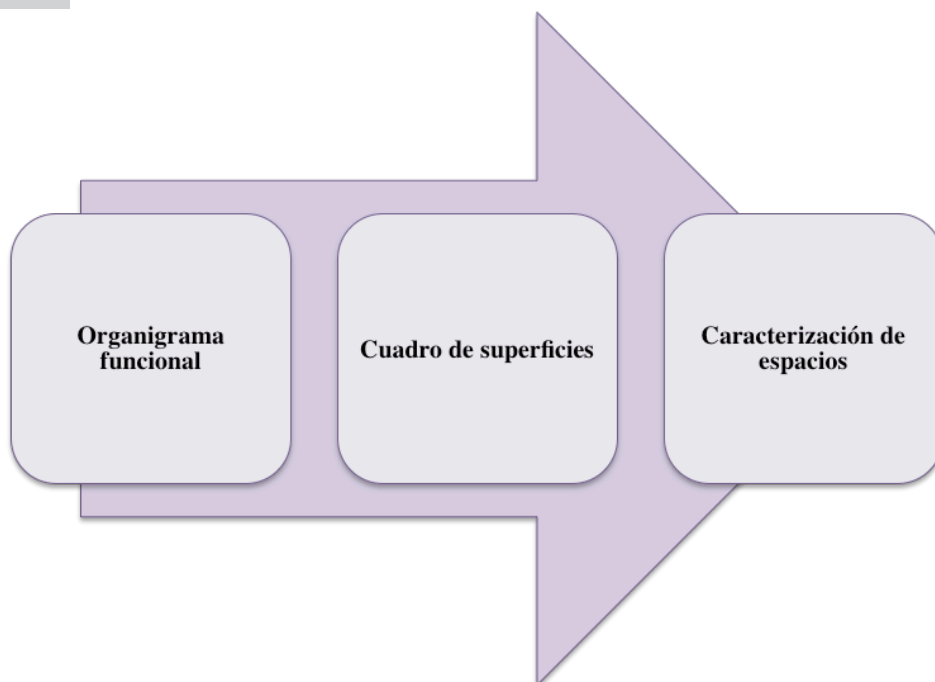 Organigrama
funcional
Cuadro de superficies
Caracterización de
espacios